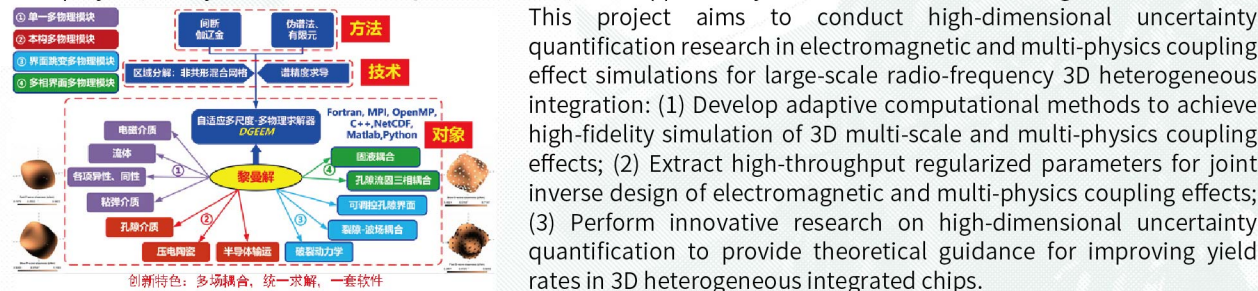 ① 单一多物理模块
② 本构多物理模块
③ 界面跳变多物理模块
④ 多相界面多物理模块
间断
伽辽金
伪谱法、
有限元
方法
区域分解：非共形混合网格
谱精度求导
技术
自适应多尺度-多物理求解器
DGEEM
Fortran, MPI, OpenMP,
C++,NetCDF,
Matlab,Python
对象
电磁介质
流体
各项异性、同性
粘弹介质
①
黎曼解
④
固液耦合
孔隙流固三相耦合
可调控孔隙界面
裂隙-波场耦合
孔隙介质
②
③
压电陶瓷
半导体输运
破裂动力学
创新特色：多场耦合，统一求解，一套软件
This project aims to conduct high-dimensional uncertainty
quantification research in electromagnetic and multi-physics coupling
effect simulations for large-scale radio-frequency 3D heterogeneous
integration: (1) Develop adaptive computational methods to achieve
high-fidelity simulation of 3D multi-scale and multi-physics coupling
effects; (2) Extract high-throughput regularized parameters for joint
inverse design of electromagnetic and multi-physics coupling effects;
(3) Perform innovative research on high-dimensional uncertainty
quantification to provide theoretical guidance for improving yield
rates in 3D heterogeneous integrated chips.